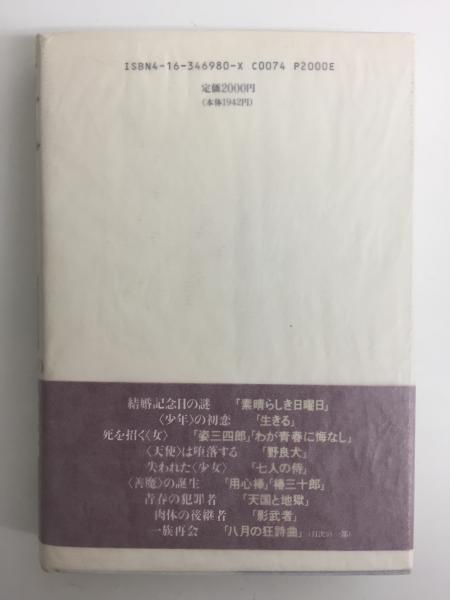 ISBN4-16-346980-X C0074 P2000E
定価2000円
(本体1942円)
結婚記念日の謎 「素晴らしき日曜日」
〈少年〉の初恋 「生きる」
死を招く〈女〉 「姿三四郎」「わが青春に悔なし」
〈天使〉は堕落する 「野良犬」
失われた〈少女〉 「七人の侍」
〈善魔〉の誕生 「用心棒」「椿三十郎」
青春の犯罪者 「天国と地獄」
肉体の後継者 「影武者」
一族再会 「八月の狂詩曲」(目次の一部)